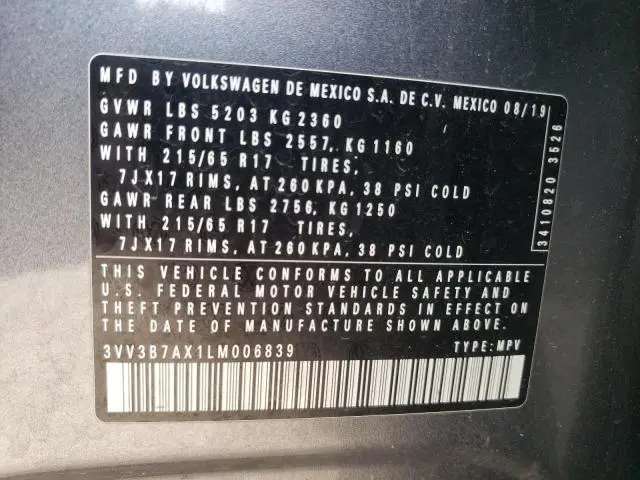 MFD BY VOLKSWAGEN DE MEXICO S.A. DE C.V. MEXICO 08/19
GVWR LBS 5203 KG 2360
GAWR FRONT LBS 2557, KG 1160
WITH 215/65 R17 TIRES,
7JX17 RIMS, AT 260 KPA, 38 PSI COLD
GAWR REAR LBS 2756, KG 1250
WITH 215/65 R17 TIRES,
7JX17 RIMS, AT 260 KPA, 38 PSI COLD
THIS VEHICLE CONFORMS TO ALL APPLICABLE
U.S. FEDERAL MOTOR VEHICLE SAFETY AND
THEFT PREVENTION STANDARDS IN EFFECT ON
THE DATE OF MANUFACTURE SHOWN ABOVE.
3VV3B7AX1LM006839 TYPE: MPV
3410820 3526